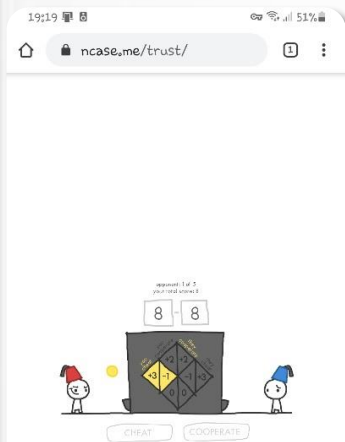 19:19 51%
ncase.me/trust/ 1
opponent: 1 of 5
your total score: 8
8 - 8
+2 +2
+3 -1 -1 +3
0 0
CHEAT COOPERATE